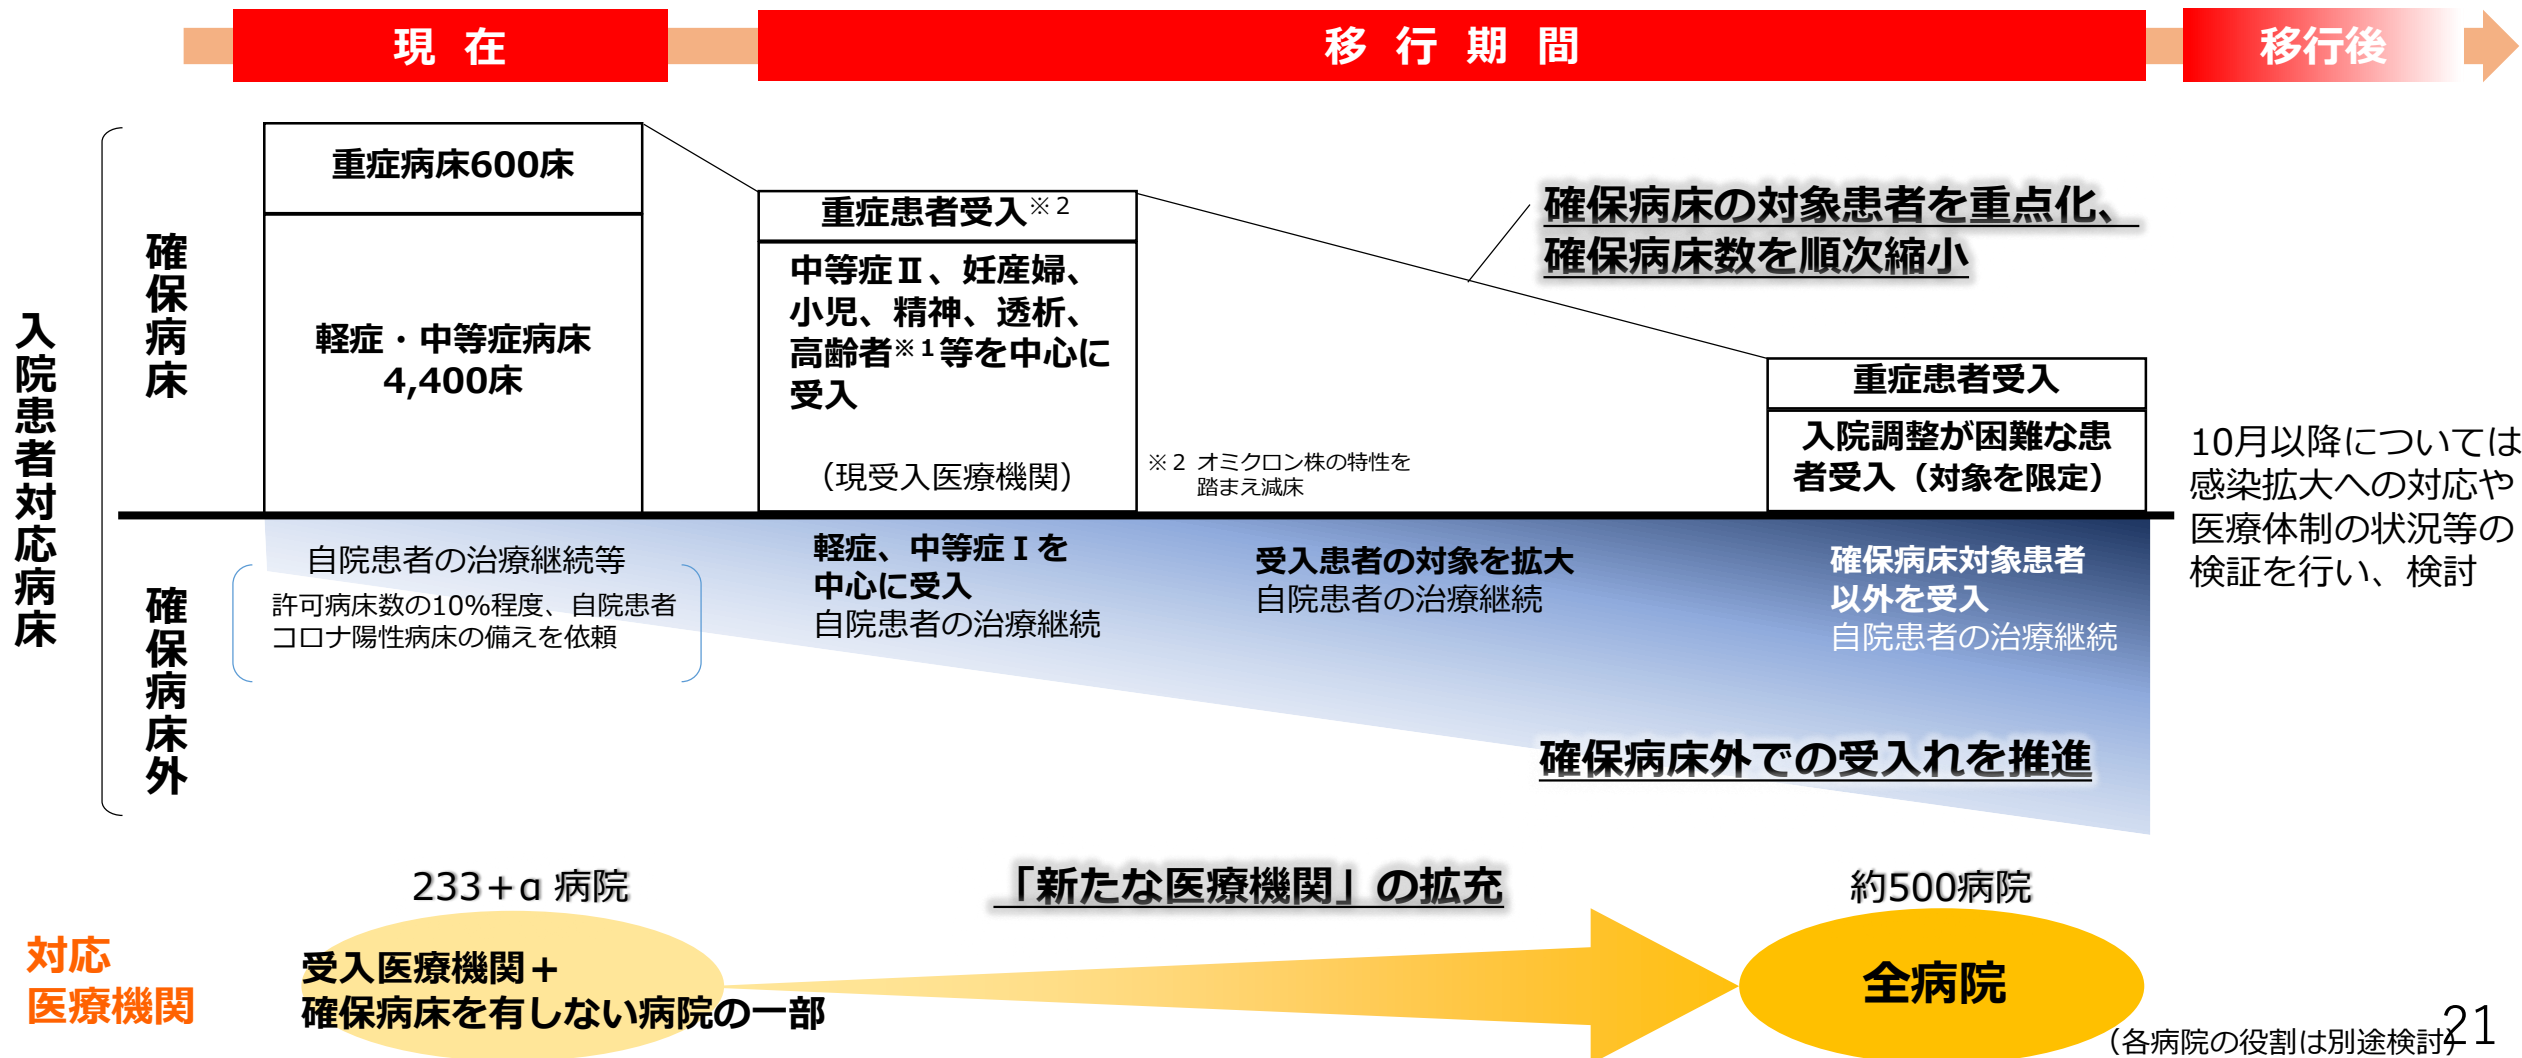 現 在
移 行 期 間
移行後
入院患者対応病床
確保病床
重症病床600床
軽症・中等症病床
4,400床
重症患者受入※２
中等症Ⅱ、妊産婦、
小児、精神、透析、
高齢者※１等を中心に
受入
（現受入医療機関）
※２ オミクロン株の特性を
踏まえ減床
確保病床の対象患者を重点化、
確保病床数を順次縮小
重症患者受入
入院調整が困難な患
者受入（対象を限定）
10月以降については
感染拡大への対応や
医療体制の状況等の
検証を行い、検討
確保病床外
自院患者の治療継続等
許可病床数の10%程度、自院患者
コロナ陽性病床の備えを依頼
軽症、中等症Ⅰを
中心に受入
自院患者の治療継続
受入患者の対象を拡大
自院患者の治療継続
確保病床対象患者
以外を受入
自院患者の治療継続
確保病床外での受入れを推進
対応
医療機関
233＋α 病院
受入医療機関＋
確保病床を有しない病院の一部
「新たな医療機関」の拡充
約500病院
全病院
（各病院の役割は別途検討）
21